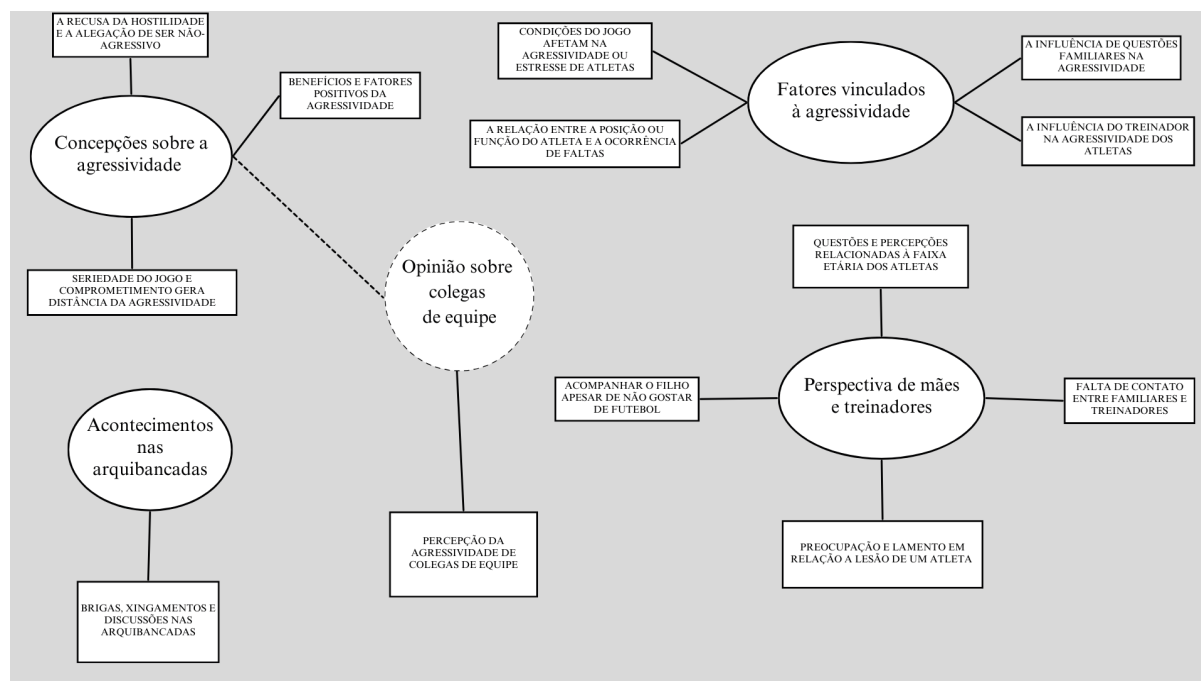 A RECUSA DA HOSTILIDADE
E A ALEGAÇÃO DE SER NÃO-
AGRESSIVO
BENEFÍCIOS E FATORES
POSITIVOS DA
AGRESSIVIDADE
Concepções sobre a
agressividade
SERIEDADE DO JOGO E
COMPROMETIMENTO GERA
DISTÂNCIA DA AGRESSIVIDADE
CONDIÇÕES DO JOGO
AFETAM NA
AGRESSIVIDADE OU
ESTRESSE DE ATLETAS
A RELAÇÃO ENTRE A POSIÇÃO OU
FUNÇÃO DO ATLETA E A OCORRÊNCIA
DE FALTAS
Fatores vinculados
à agressividade
A INFLUÊNCIA DE QUESTÕES
FAMILIARES NA
AGRESSIVIDADE
A INFLUÊNCIA DO TREINADOR
NA AGRESSIVIDADE DOS
ATLETAS
Opinião sobre
colegas
de equipe
PERCEPÇÃO DA
AGRESSIVIDADE DE
COLEGAS DE EQUIPE
QUESTÕES E PERCEPÇÕES
RELACIONADAS À FAIXA
ETÁRIA DOS ATLETAS
ACOMPANHAR O FILHO
APESAR DE NÃO GOSTAR
DE FUTEBOL
Perspectiva de mães
e treinadores
FALTA DE CONTATO
ENTRE FAMILIARES E
TREINADORES
PREOCUPAÇÃO E LAMENTO EM
RELAÇÃO A LESÃO DE UM ATLETA
Acontecimentos
nas
arquibancadas
BRIGAS, XINGAMENTOS E
DISCUSSÕES NAS
ARQUIBANCADAS